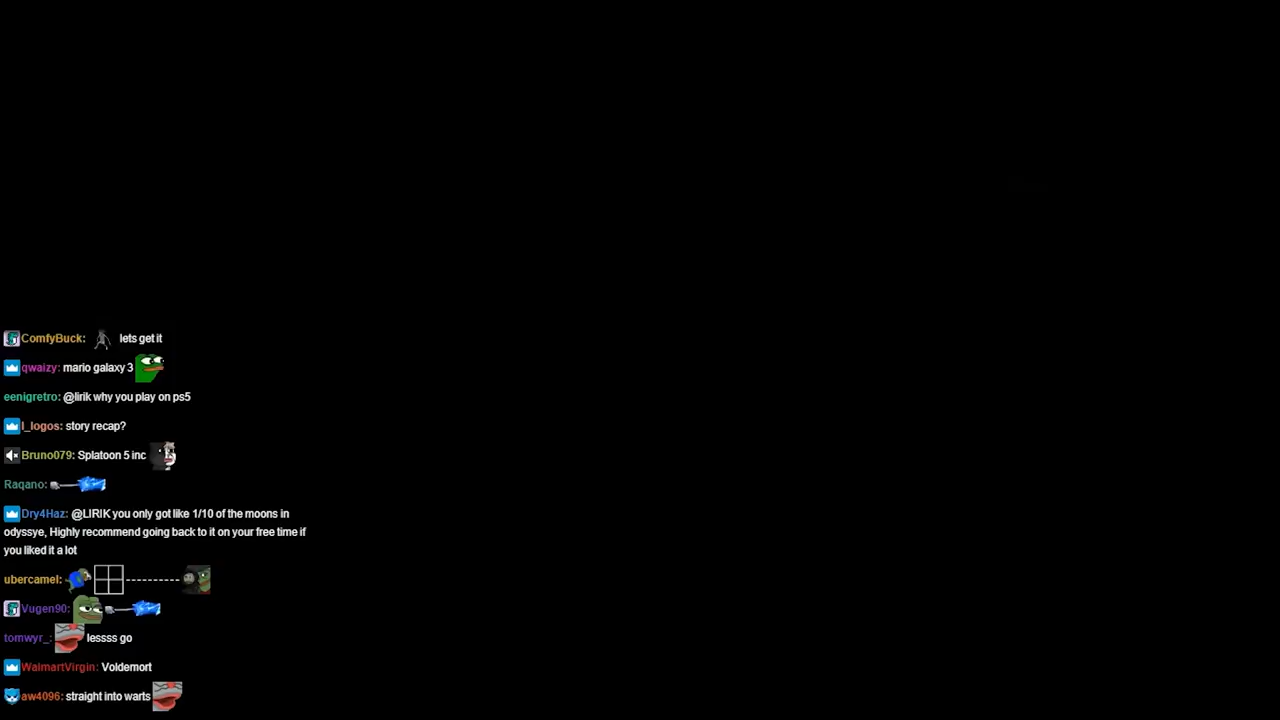 ComfyBuck: lets get it
qwaizy: mario galaxy 3
eenigretro: @lirik why you play on ps5
l_logos: story recap?
Bruno079: Splatoon 5 inc
Raqano:
Dry4Haz: @LIRIK you only got like 1/10 of the moons in
odyssye, Highly recommend going back to it on your free time if
you liked it a lot
ubercamel: ----------
Vugen90:
tomwyr_: lessss go
WalmartVirgin: Voldemort
aw4096: straight into warts